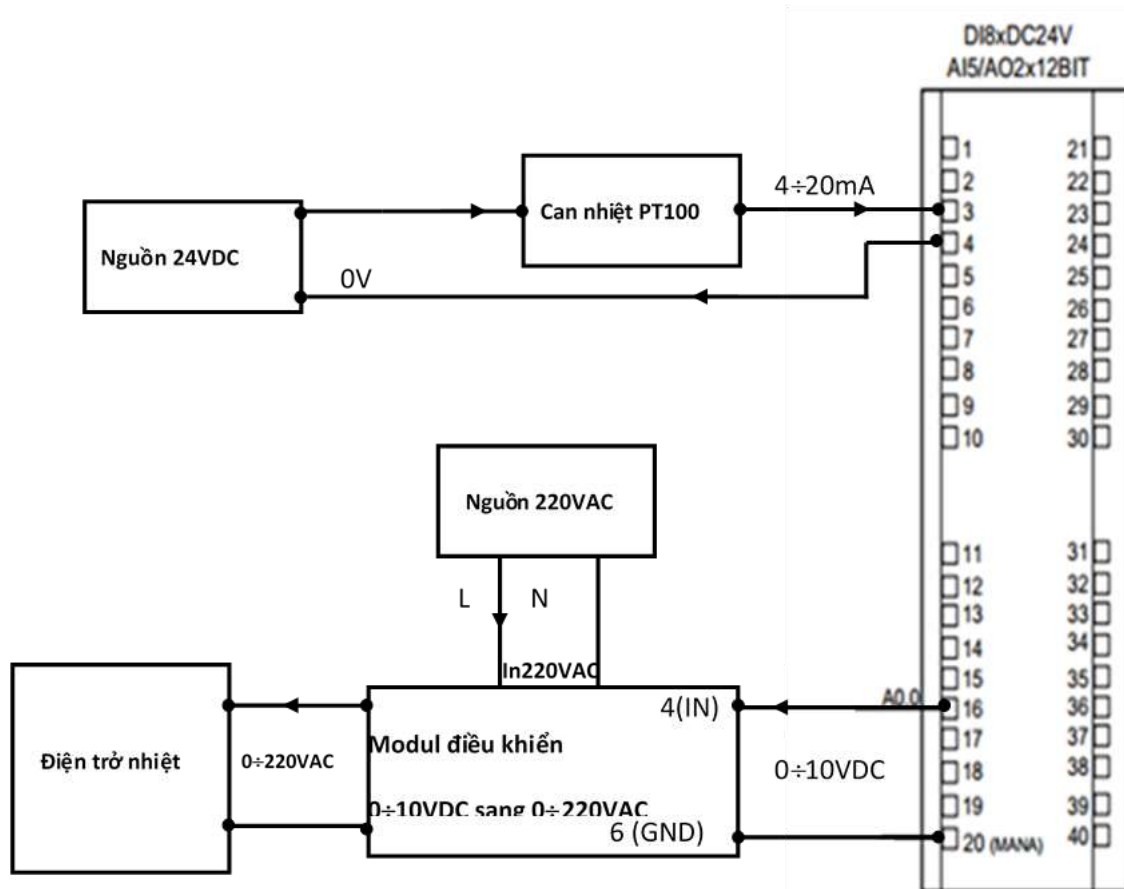 DI8xDC24V
AI5/AO2x12BIT
1 21
2 22
4÷20mA
Can nhiệt PT100
3 23
Nguồn 24VDC
4 24
0V
5 25
6 26
7 27
8 28
9 29
10 30
Nguồn 220VAC
11 31
L N
12 32
13 33
14 34
In220VAC
15 35
A0.0
4(IN)
16 36
Điện trở nhiệt
0÷220VAC
Modul điều khiển
0÷10VDC sang 0÷220VAC
0÷10VDC
17 37
18 38
19 39
6 (GND)
20 (MANA) 40